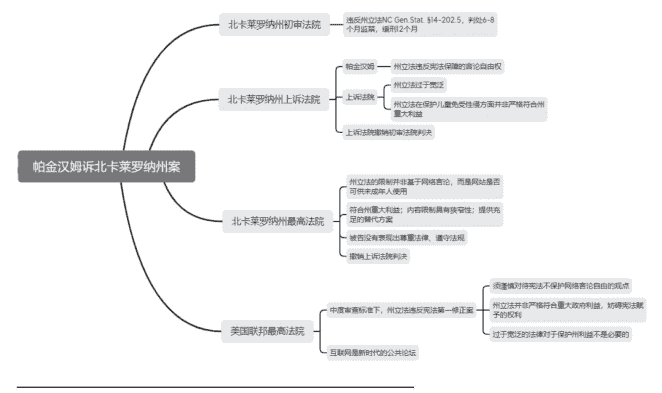 北卡莱罗纳州初审法院
违反州立法NC Gen.Stat. §14-202.5，判处6-8
个月监禁，缓刑12个月
北卡莱罗纳州上诉法院
帕金汉姆
州立法违反宪法保障的言论自由权
上诉法院
州立法过于宽泛
州立法在保护儿童免受性侵方面并非严格符合州
重大利益
上诉法院撤销初审法院判决
帕金汉姆诉北卡莱罗纳州案
北卡莱罗纳州最高法院
州立法的限制并非基于网络言论，而是网站是否
可供未成年人使用
符合州重大利益；内容限制具有狭窄性；提供充
足的替代方案
被告没有表现出尊重法律，遵守法规
撤销上诉法院判决
美国联邦最高法院
中度审查标准下，州立法违反宪法第一修正案
须谨慎对待宪法不保护网络言论自由的观点
州立法并非严格符合重大政府利益，妨碍宪法赋
予的权利
过于宽泛的法律对于保护州利益不是必要的
互联网是新时代的公共论坛